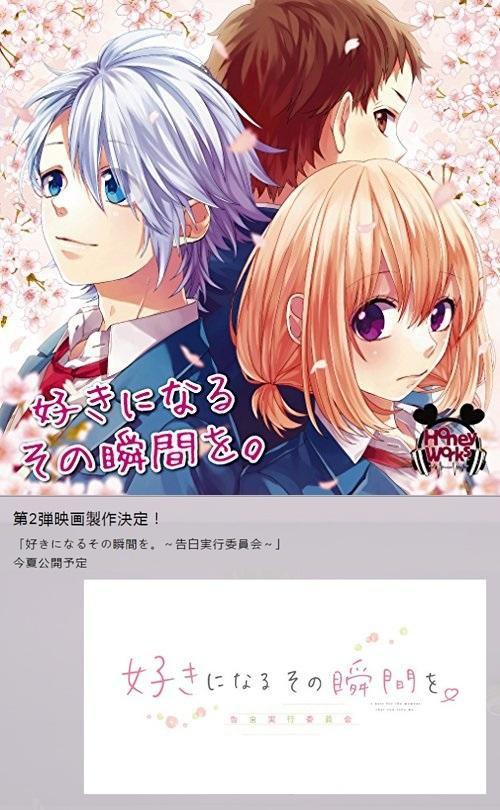 好きになる
その瞬間を。
Honey
Works
第2弾映画製作決定！
「好きになるその瞬間を。～告白実行委員会～」
今夏公開予定
好きになるその瞬間を。
告白実行委員会